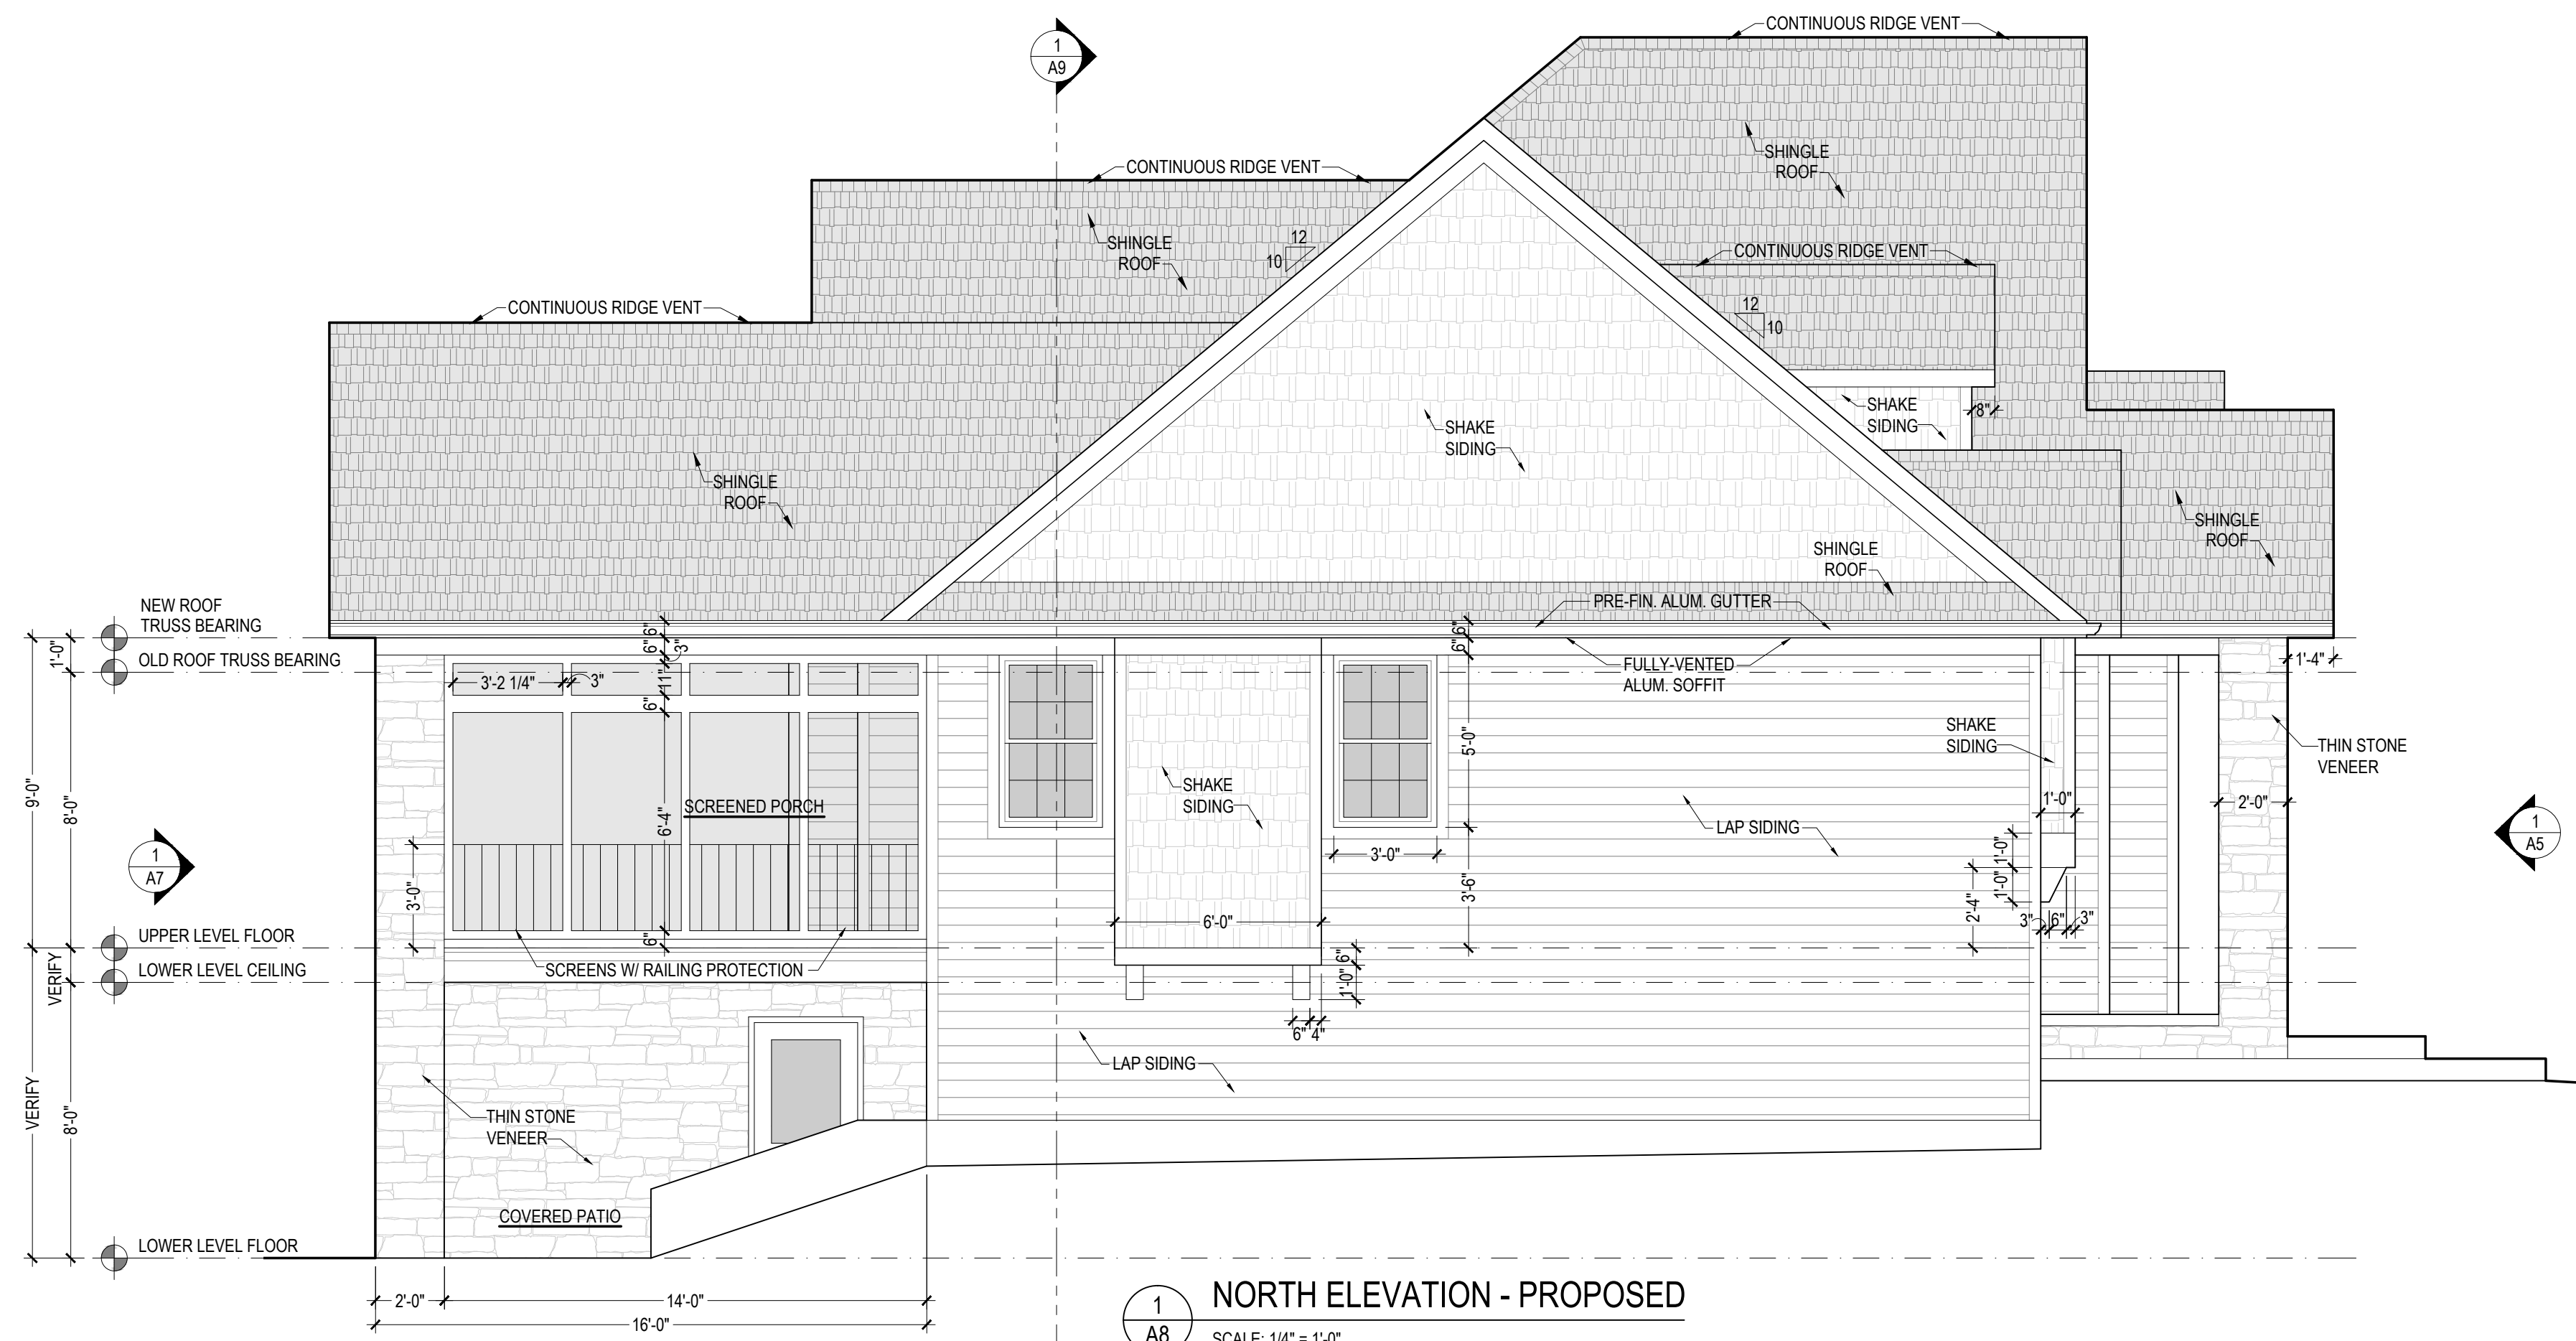 CONTINUOUS RIDGE VENT
1
A9
SHINGLE
ROOF
CONTINUOUS RIDGE VENT
SHINGLE
ROOF
12
10
CONTINUOUS RIDGE VENT
12
10
CONTINUOUS RIDGE VENT
SHINGLE
ROOF
SHAKE
SIDING
8"
SHAKE
SIDING
SHINGLE
ROOF
SHINGLE
ROOF
PRE-FIN. ALUM. GUTTER
NEW ROOF
TRUSS BEARING
OLD ROOF TRUSS BEARING
1'-0"
6"
6"
3"
11"
6"
3'-2 1/4"
3"
6"
6"
FULLY-VENTED
ALUM. SOFFIT
1'-4"
SHAKE
SIDING
THIN STONE
VENEER
9'-0"
8'-0"
SCREENED PORCH
6'-4"
SHAKE
SIDING
5'-0"
LAP SIDING
1'-0"
2'-0"
1
A5
1
A7
3'-0"
3'-0"
3'-6"
1'-0"
1'-0"
2'-4"
3"
6"
3"
6'-0"
UPPER LEVEL FLOOR
6"
LOWER LEVEL CEILING
VERIFY
SCREENS W/ RAILING PROTECTION
6"
1'-0"
6"
4"
LAP SIDING
VERIFY
8'-0"
THIN STONE
VENEER
COVERED PATIO
LOWER LEVEL FLOOR
2'-0"
14'-0"
16'-0"
1
A8
NORTH ELEVATION - PROPOSED
SCALE: 1/4" = 1'-0"